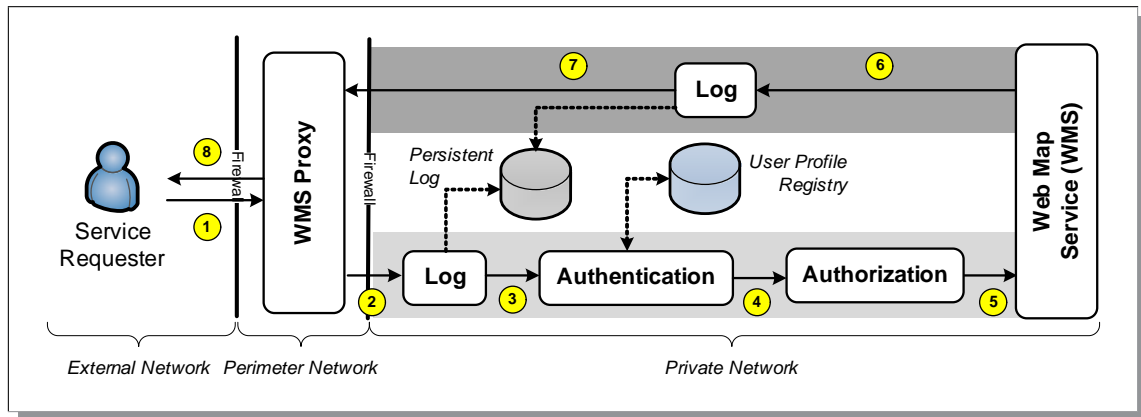 7
6
Log
8
Firewall
WMS Proxy
Firewall
Persistent
Log
User Profile
Registry
Web Map
Service (WMS)
1
Service
Requester
2
Log
3
Authentication
4
Authorization
5
External Network
Perimeter Network
Private Network